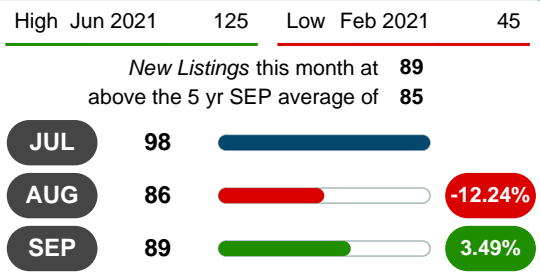 High Jun 2021 125 Low Feb 2021 45
New Listings this month at 89
above the 5 yr SEP average of 85
JUL 98
AUG 86 -12.24%
SEP 89 3.49%